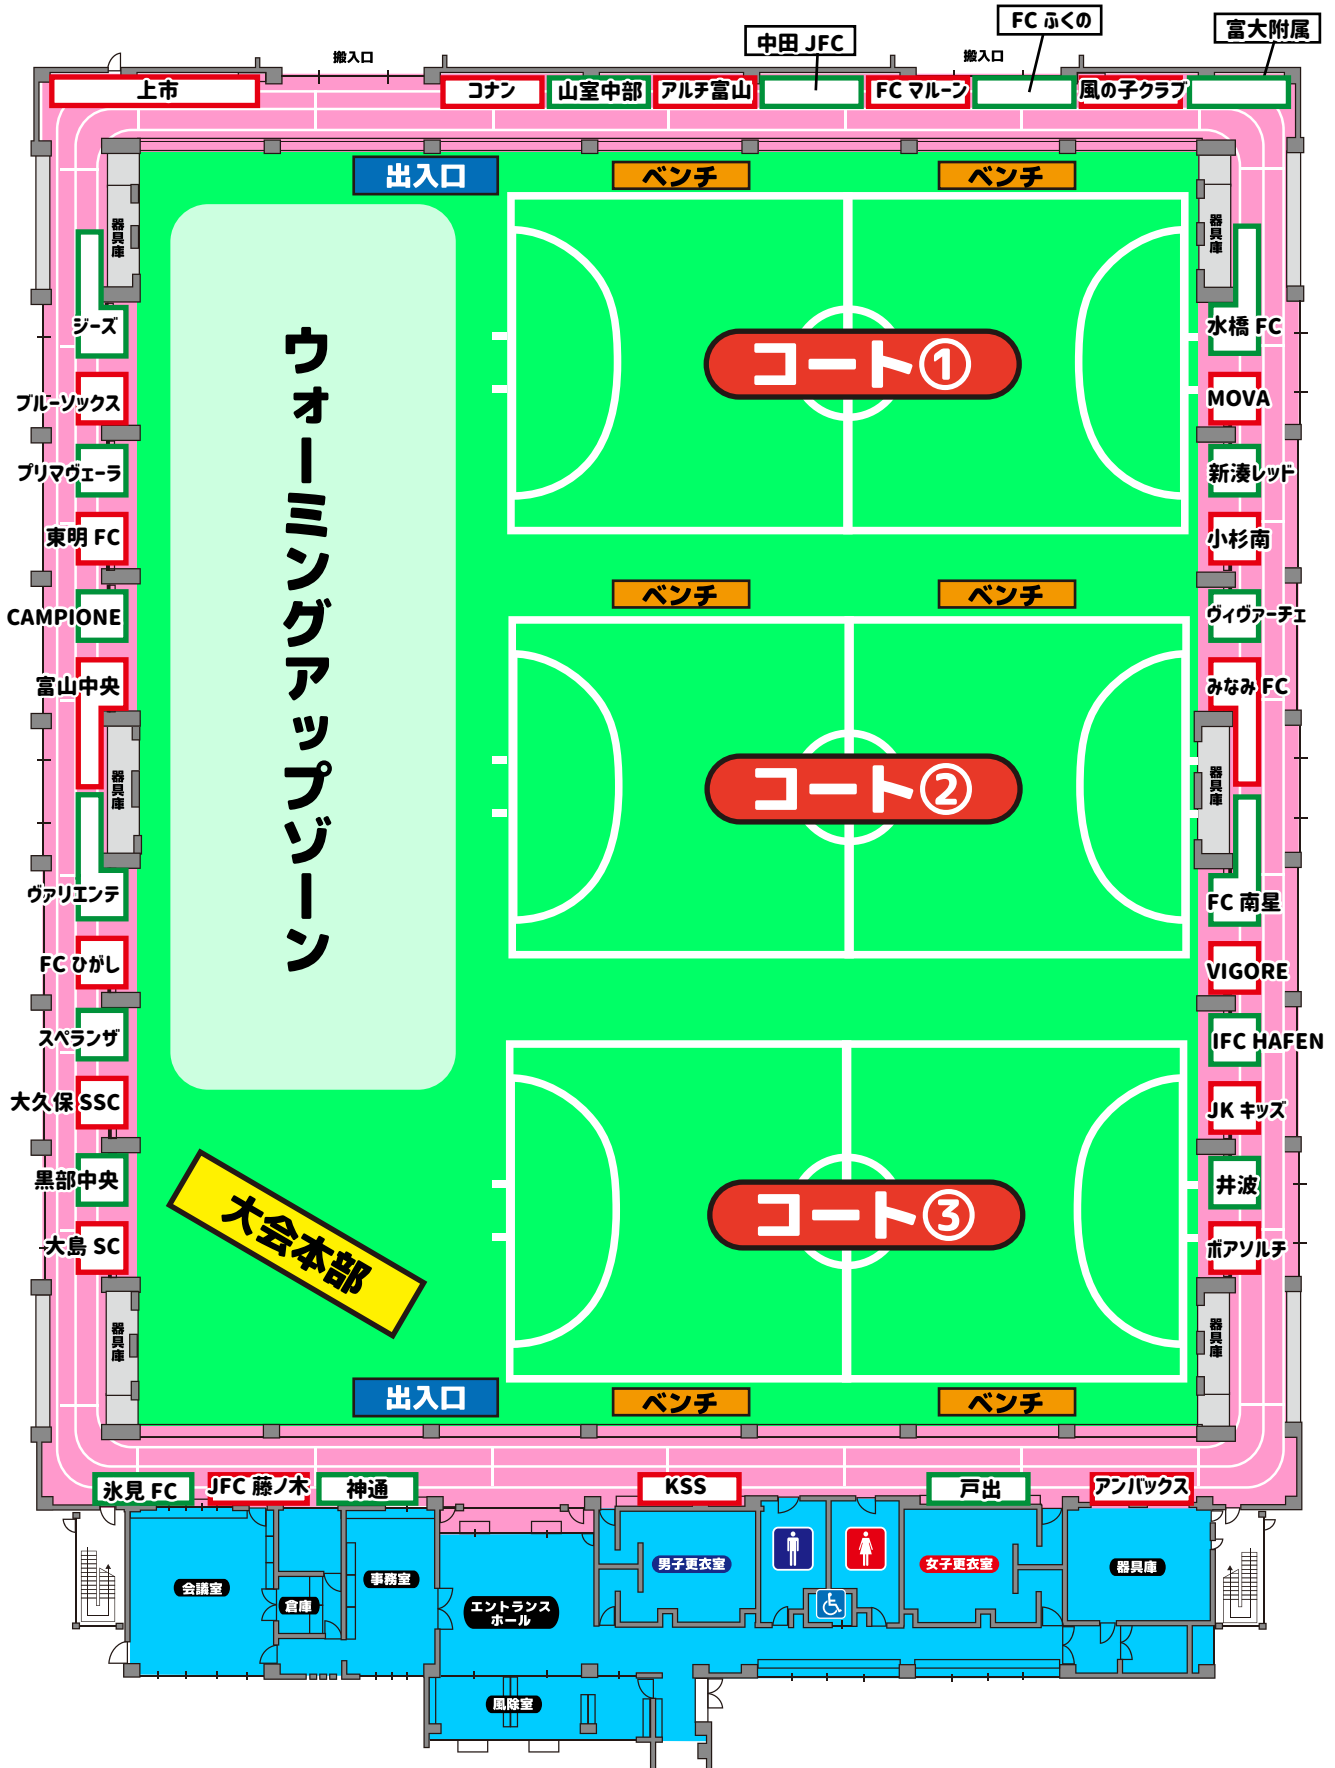 FC ふくの
富大附属
中田 JFC
搬入口
搬入口
上市
コナン
山室中部
アルチ富山
FC マルーン
風の子クラブ
出入口
ベンチ
ベンチ
器具庫
器具庫
ジーズ
水橋 FC
コート①
ブルーソックス
MOVA
プリマヴェーラ
新湊レッド
東明 FC
小杉南
ウォーミングアップゾーン
ベンチ
ベンチ
CAMPIONE
ヴィヴァーチェ
富山中央
みなみ FC
器具庫
コート②
器具庫
ヴァリエンテ
FC 南星
FC ひがし
VIGORE
スペランザ
IFC HAFEN
大久保 SSC
JK キッズ
黒部中央
井波
大会本部
コート③
大島 SC
ボアソルチ
器具庫
器具庫
出入口
ベンチ
ベンチ
氷見 FC
JFC 藤ノ木
神通
KSS
戸出
アンバックス
会議室
倉庫
事務室
エントランス
ホール
男子更衣室
女子更衣室
器具庫
風除室